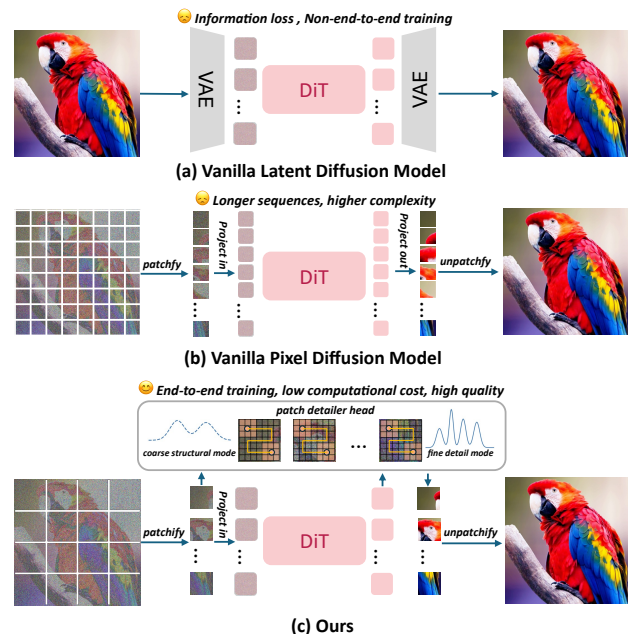 Information loss , Non-end-to-end training
VAE
DiT
VAE
(a) Vanilla Latent Diffusion Model
Longer sequences, higher complexity
patchfy
Project in
DiT
Project out
unpatchfy
(b) Vanilla Pixel Diffusion Model
End-to-end training, low computational cost, high quality
patch detailer head
coarse structural mode
fine detail mode
patchify
Project in
DiT
unpatchify
(c) Ours